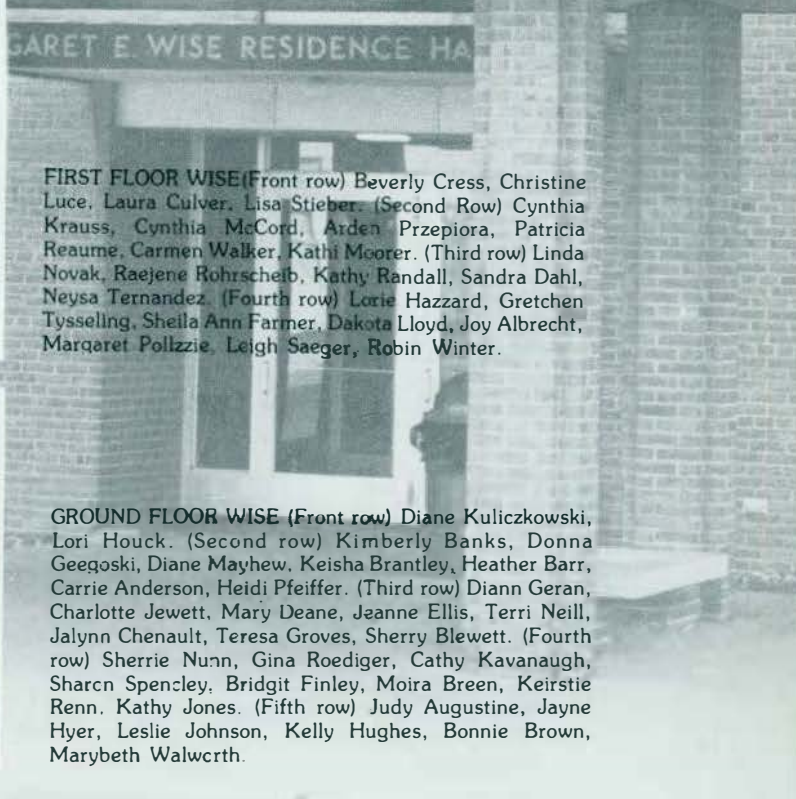 GARET E. WISE RESIDENCE HA
FIRST FLOOR WISE(Front row) Beverly Cress, Christine
Luce, Laura Culver, Lisa Stieber. (Second Row) Cynthia
Krauss, Cynthia McCord, Arden Przepiora, Patricia
Reaume, Carmen Walker, Kathi Moorer. (Third row) Linda
Novak, Raejene Rohrscheib, Kathy Randall, Sandra Dahl,
Neysa Ternandez. (Fourth row) Lorie Hazzard, Gretchen
Tysseling, Sheila Ann Farmer, Dakota Lloyd, Joy Albrecht,
Margaret Pollzzie, Leigh Saeger, Robin Winter.
GROUND FLOOR WISE (Front row) Diane Kuliczkowski,
Lori Houck. (Second row) Kimberly Banks, Donna
Geegoski, Diane Mayhew, Keisha Brantley, Heather Barr,
Carrie Anderson, Heidi Pfeiffer. (Third row) Diann Geran,
Charlotte Jewett, Mary Deane, Jeanne Ellis, Terri Neill,
Jalynn Chenault, Teresa Groves, Sherry Blewett. (Fourth
row) Sherrie Nunn, Gina Roediger, Cathy Kavanaugh,
Sharon Spensley, Bridgit Finley, Moira Breen, Keirstie
Renn, Kathy Jones. (Fifth row) Judy Augustine, Jayne
Hyer, Leslie Johnson, Kelly Hughes, Bonnie Brown,
Marybeth Walworth.